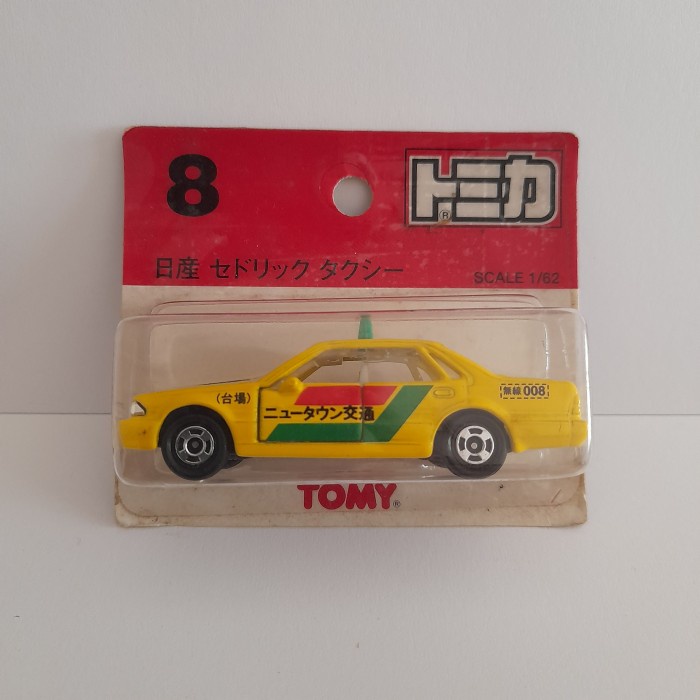 8
トミカ
®
日産 セドリック タクシー
SCALE 1/62
(台場)
ニュータウン交通
無線 008
TOMY®